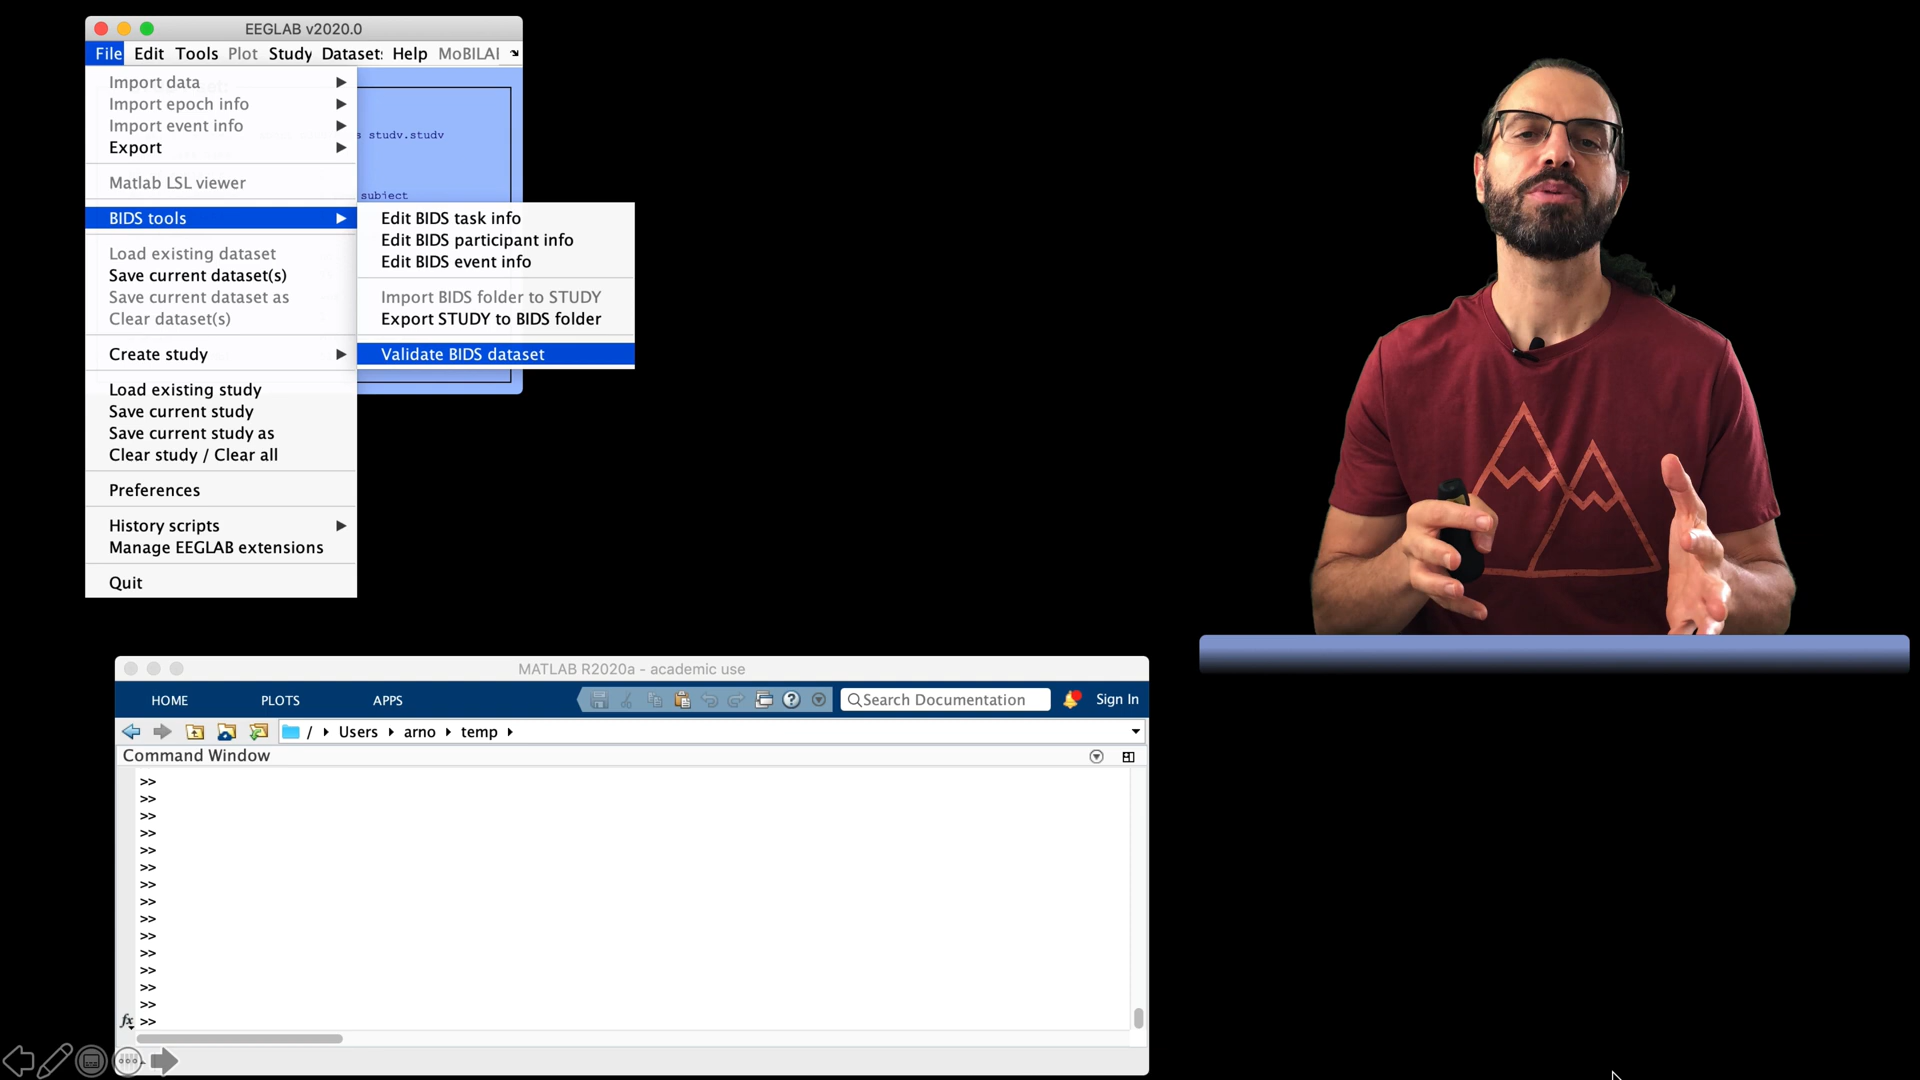 EEGLAB v2020.0
File Edit Tools Plot Study Datasets Help MoBILAI
Import data
Import epoch info
Import event info
Export
Matlab LSL viewer
BIDS tools
Load existing dataset
Save current dataset(s)
Save current dataset as
Clear dataset(s)
Create study
Load existing study
Save current study
Save current study as
Clear study / Clear all
Preferences
History scripts
Manage EEGLAB extensions
Quit
s study.study
subject
Edit BIDS task info
Edit BIDS participant info
Edit BIDS event info
Import BIDS folder to STUDY
Export STUDY to BIDS folder
Validate BIDS dataset
MATLAB R2020a - academic use
HOME PLOTS APPS Search Documentation Sign In
/ Users arno temp
Command Window
>>
>>
>>
>>
>>
>>
>>
>>
>>
>>
>>
>>
>>
>>
fx >>